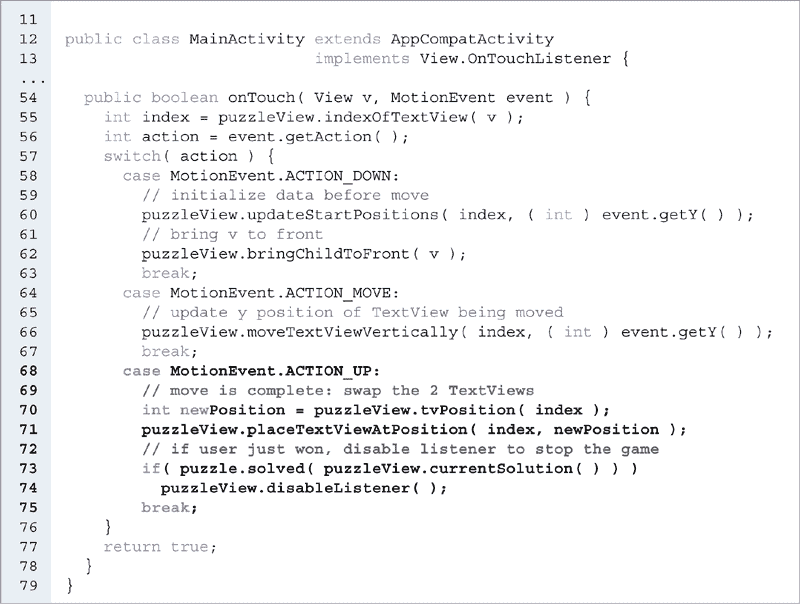 11
12 public class MainActivity extends AppCompatActivity
13 implements View.OnTouchListener {
...
54 public boolean onTouch( View v, MotionEvent event ) {
55 int index = puzzleView.indexOfTextView( v );
56 int action = event.getAction( );
57 switch( action ) {
58 case MotionEvent.ACTION_DOWN:
59 // initialize data before move
60 puzzleView.updateStartPositions( index, ( int ) event.getY( ) );
61 // bring v to front
62 puzzleView.bringChildToFront( v );
63 break;
64 case MotionEvent.ACTION_MOVE:
65 // update y position of TextView being moved
66 puzzleView.moveTextViewVertically( index, ( int ) event.getY( ) );
67 break;
68 case MotionEvent.ACTION_UP:
69 // move is complete: swap the 2 TextViews
70 int newPosition = puzzleView.tvPosition( index );
71 puzzleView.placeTextViewAtPosition( index, newPosition );
72 // if user just won, disable listener to stop the game
73 if( puzzle.solved( puzzleView.currentSolution( ) ) )
74 puzzleView.disableListener( );
75 break;
76 }
77 return true;
78 }
79 }